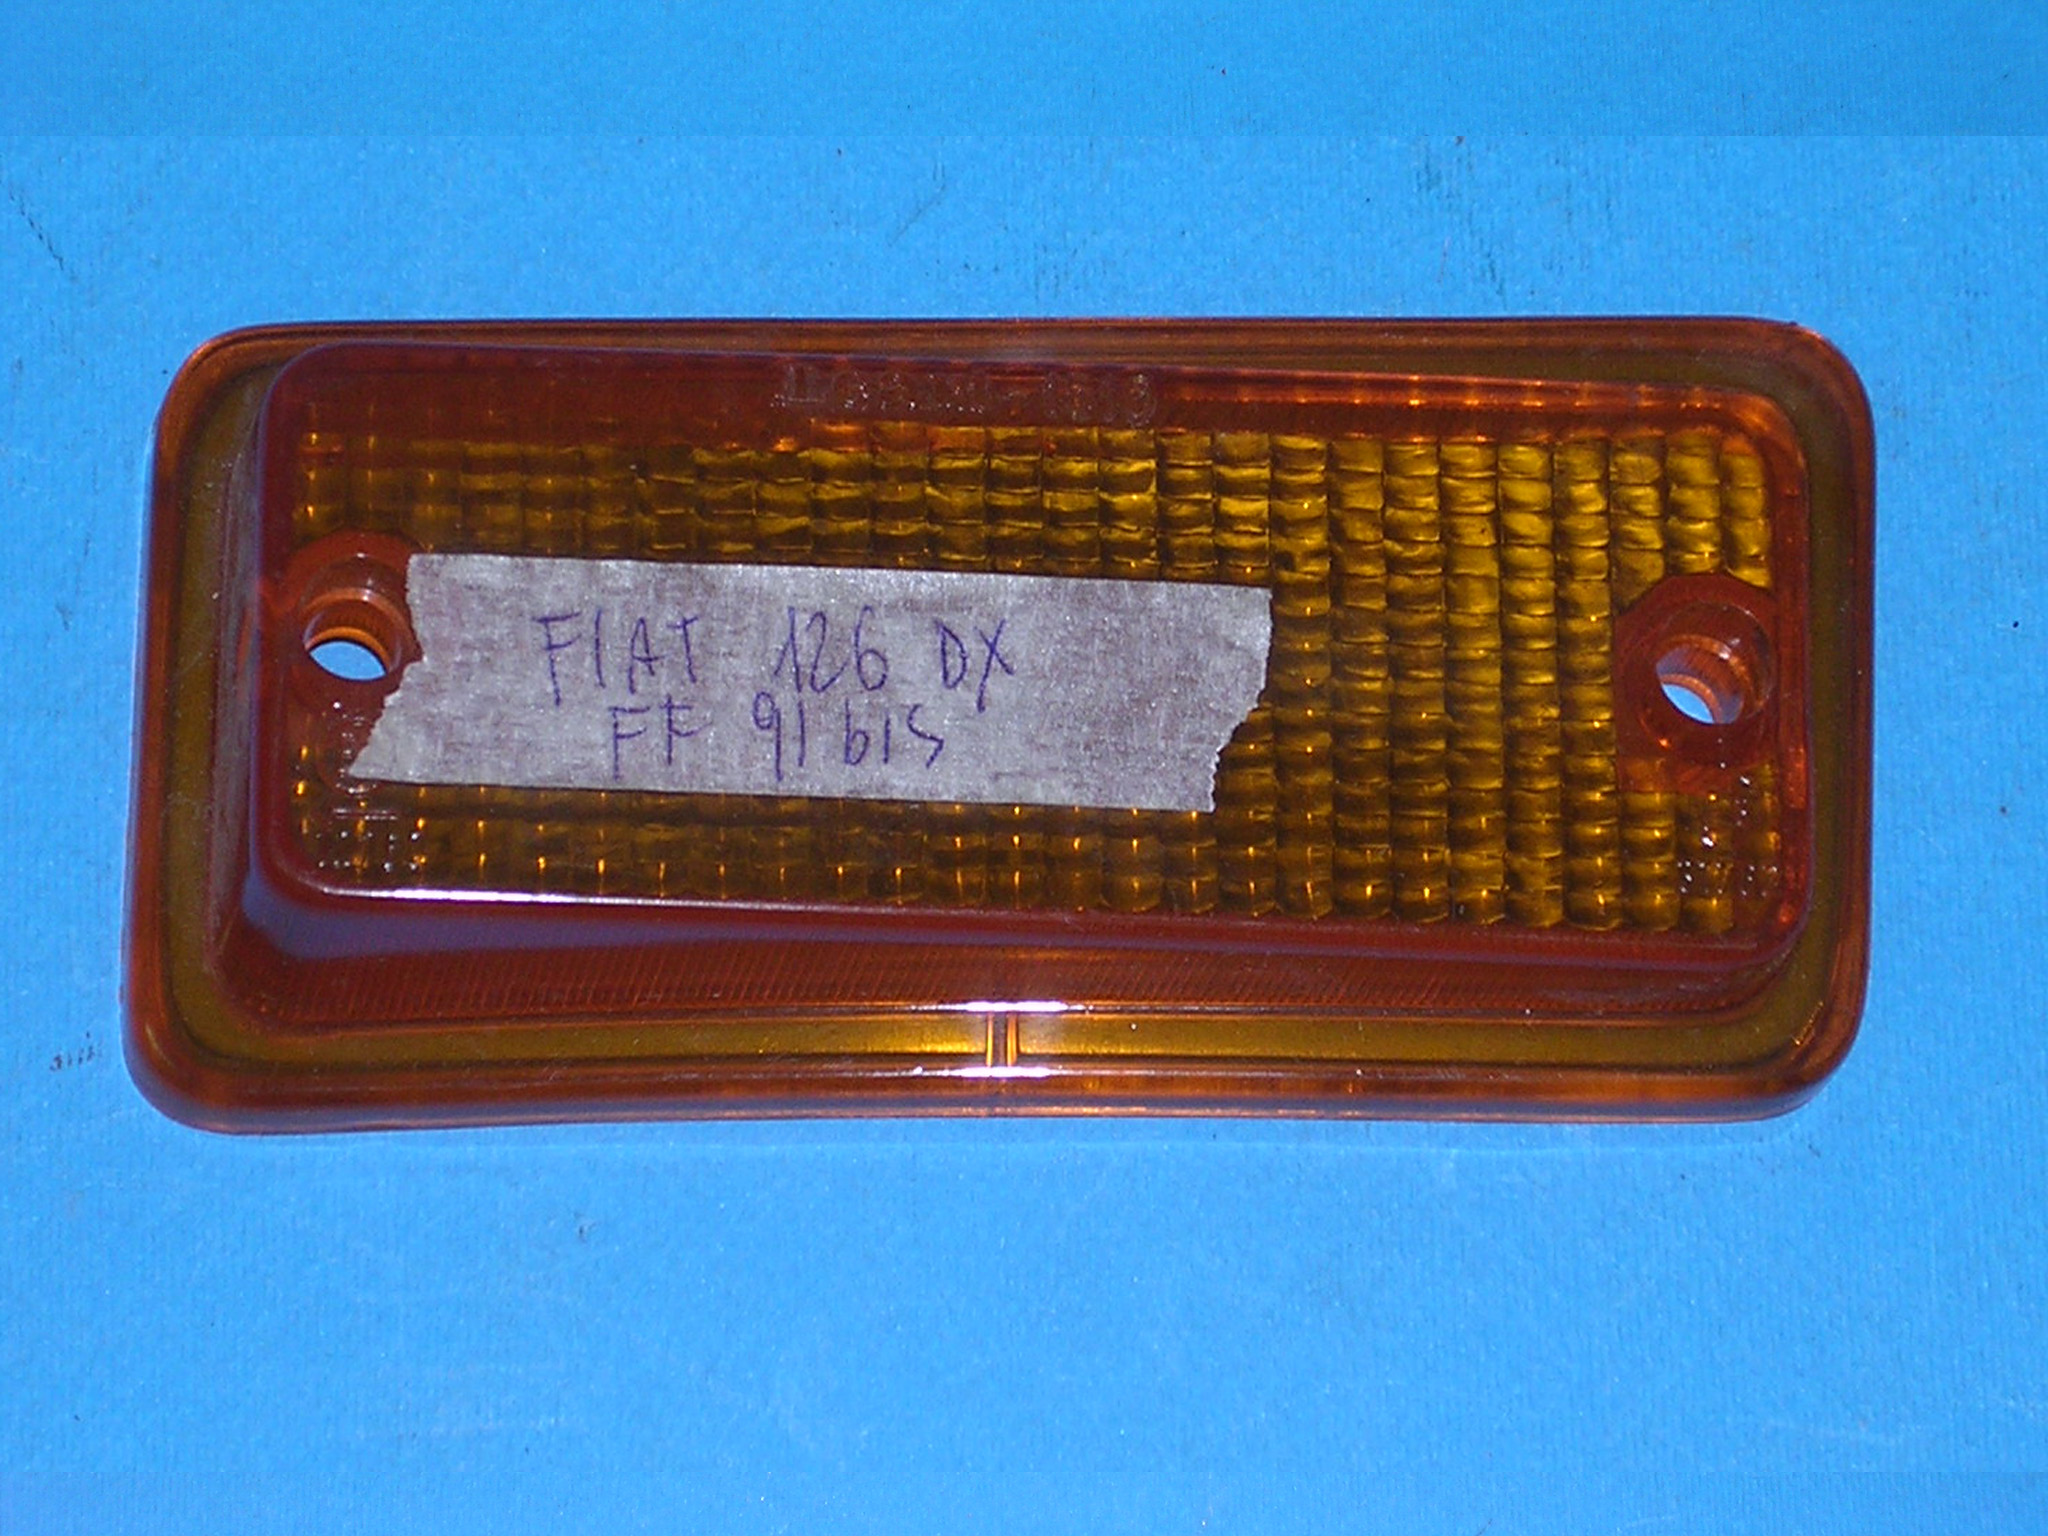 FIAT 126 DX
FF 91 bis